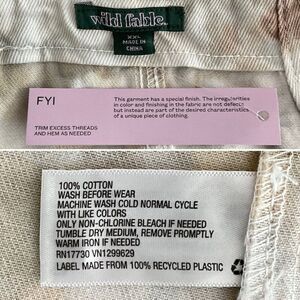 wild fable.
XXL
MADE IN
CHINA
FYI
This garment has a special finish. The irregularities
in color and finishing in the fabric are not defects
but instead are part of the desired characteristics
of a unique piece of clothing.
TRIM EXCESS THREADS
AND HEM AS NEEDED
100% COTTON
WASH BEFORE WEAR
MACHINE WASH COLD NORMAL CYCLE
WITH LIKE COLORS
ONLY NON-CHLORINE BLEACH IF NEEDED
TUMBLE DRY MEDIUM, REMOVE PROMPTLY
WARM IRON IF NEEDED
RN17730 VN1299629
LABEL MADE FROM 100% RECYCLED PLASTIC